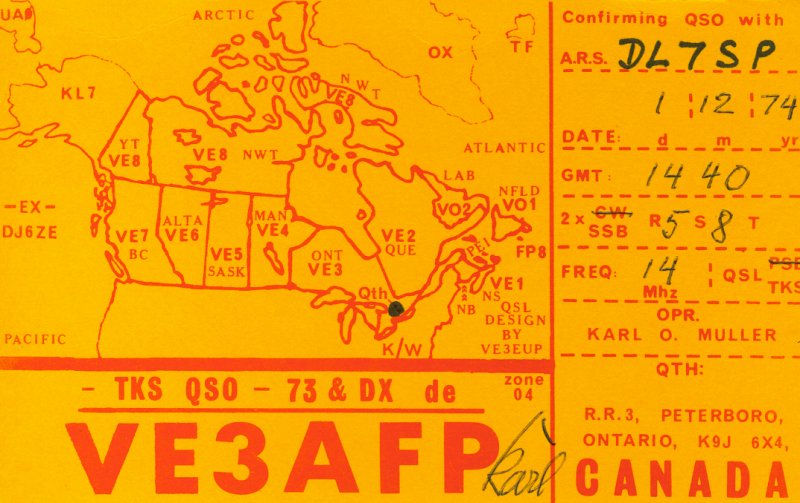 UA
ARCTIC
Confirming QSO with
OX
TF
A.R.S. DL7SP
KL7
NWT
VE8
1 12 74
YT
VE8
VE8 NWT
ATLANTIC
DATE: d m yr
LAB
GMT: 1440
-EX-
DJ6ZE
ALTA
VE6
MAN
VE4
VO2
NFLD
VO1
2x CW
SSB R 5 S 8 T
VE7
BC
VE5
SASK
ONT
VE3
VE2
QUE
PEI
FP8
FREQ: 14
Mhz
QSL PSE
TKS
VE1
NS
NB
Qth
QSL
DESIGN
BY
VE3EUP
OPR.
KARL O. MULLER
PACIFIC
K/W
QTH:
- TKS QSO - 73 & DX de
zone
04
R.R.3, PETERBORO,
ONTARIO, K9J 6X4,
VE3AFP
Karl
CANADA